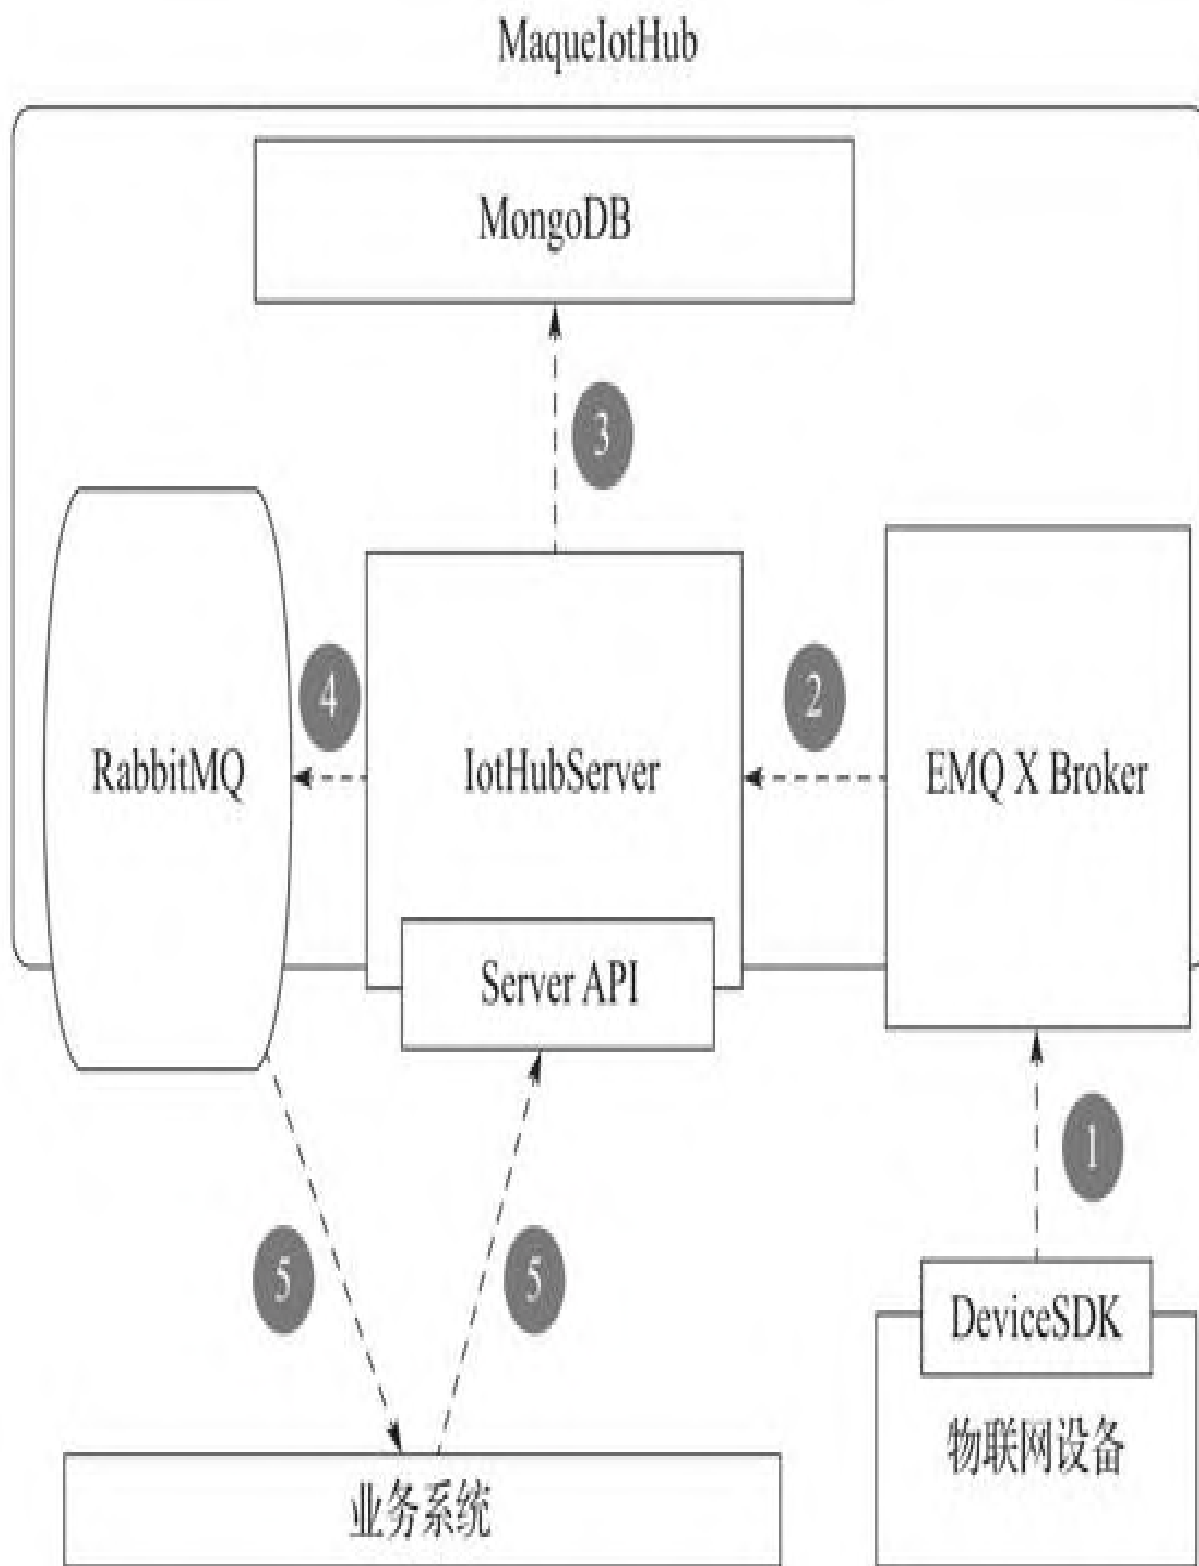 MaqueIotHub
MongoDB
3
4
2
RabbitMQ
IotHubServer
EMQ X Broker
Server API
1
5
5
DeviceSDK
物联网设备
业务系统